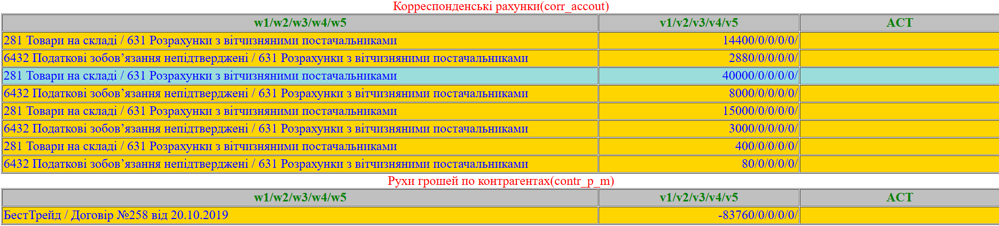 Корреспонденські рахунки(corr_accout)
w1/w2/w3/w4/w5 v1/v2/v3/v4/v5 ACT
281 Товари на складі / 631 Розрахунки з вітчизняними постачальниками 14400/0/0/0/0/
6432 Податкові зобов’язання непідтверджені / 631 Розрахунки з вітчизняними постачальниками 2880/0/0/0/0/
281 Товари на складі / 631 Розрахунки з вітчизняними постачальниками 40000/0/0/0/0/
6432 Податкові зобов’язання непідтверджені / 631 Розрахунки з вітчизняними постачальниками 8000/0/0/0/0/
281 Товари на складі / 631 Розрахунки з вітчизняними постачальниками 15000/0/0/0/0/
6432 Податкові зобов’язання непідтверджені / 631 Розрахунки з вітчизняними постачальниками 3000/0/0/0/0/
281 Товари на складі / 631 Розрахунки з вітчизняними постачальниками 400/0/0/0/0/
6432 Податкові зобов’язання непідтверджені / 631 Розрахунки з вітчизняними постачальниками 80/0/0/0/0/
Рухи грошей по контрагентах(contr_p_m)
w1/w2/w3/w4/w5 v1/v2/v3/v4/v5 ACT
БестТрейд / Договір №258 від 20.10.2019 -83760/0/0/0/0/